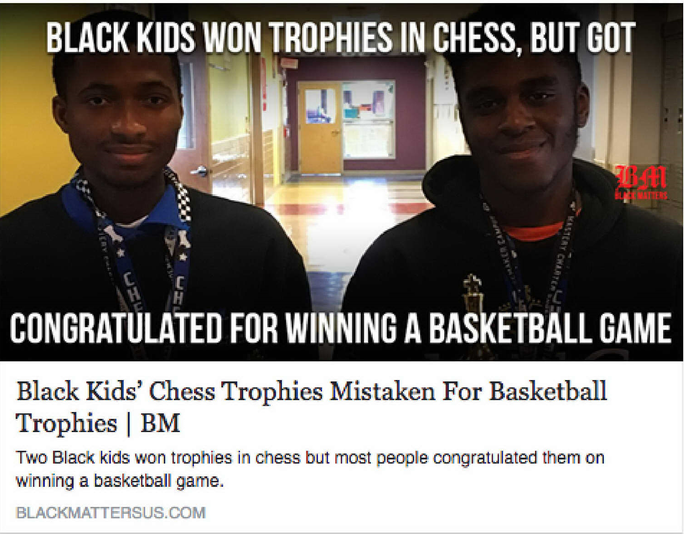 BLACK KIDS WON TROPHIES IN CHESS, BUT GOT
BM
BLACK MATTERS
CONGRATULATED FOR WINNING A BASKETBALL GAME
Black Kids' Chess Trophies Mistaken For Basketball
Trophies | BM
Two Black kids won trophies in chess but most people congratulated them on
winning a basketball game.
BLACKMATTERSUS.COM